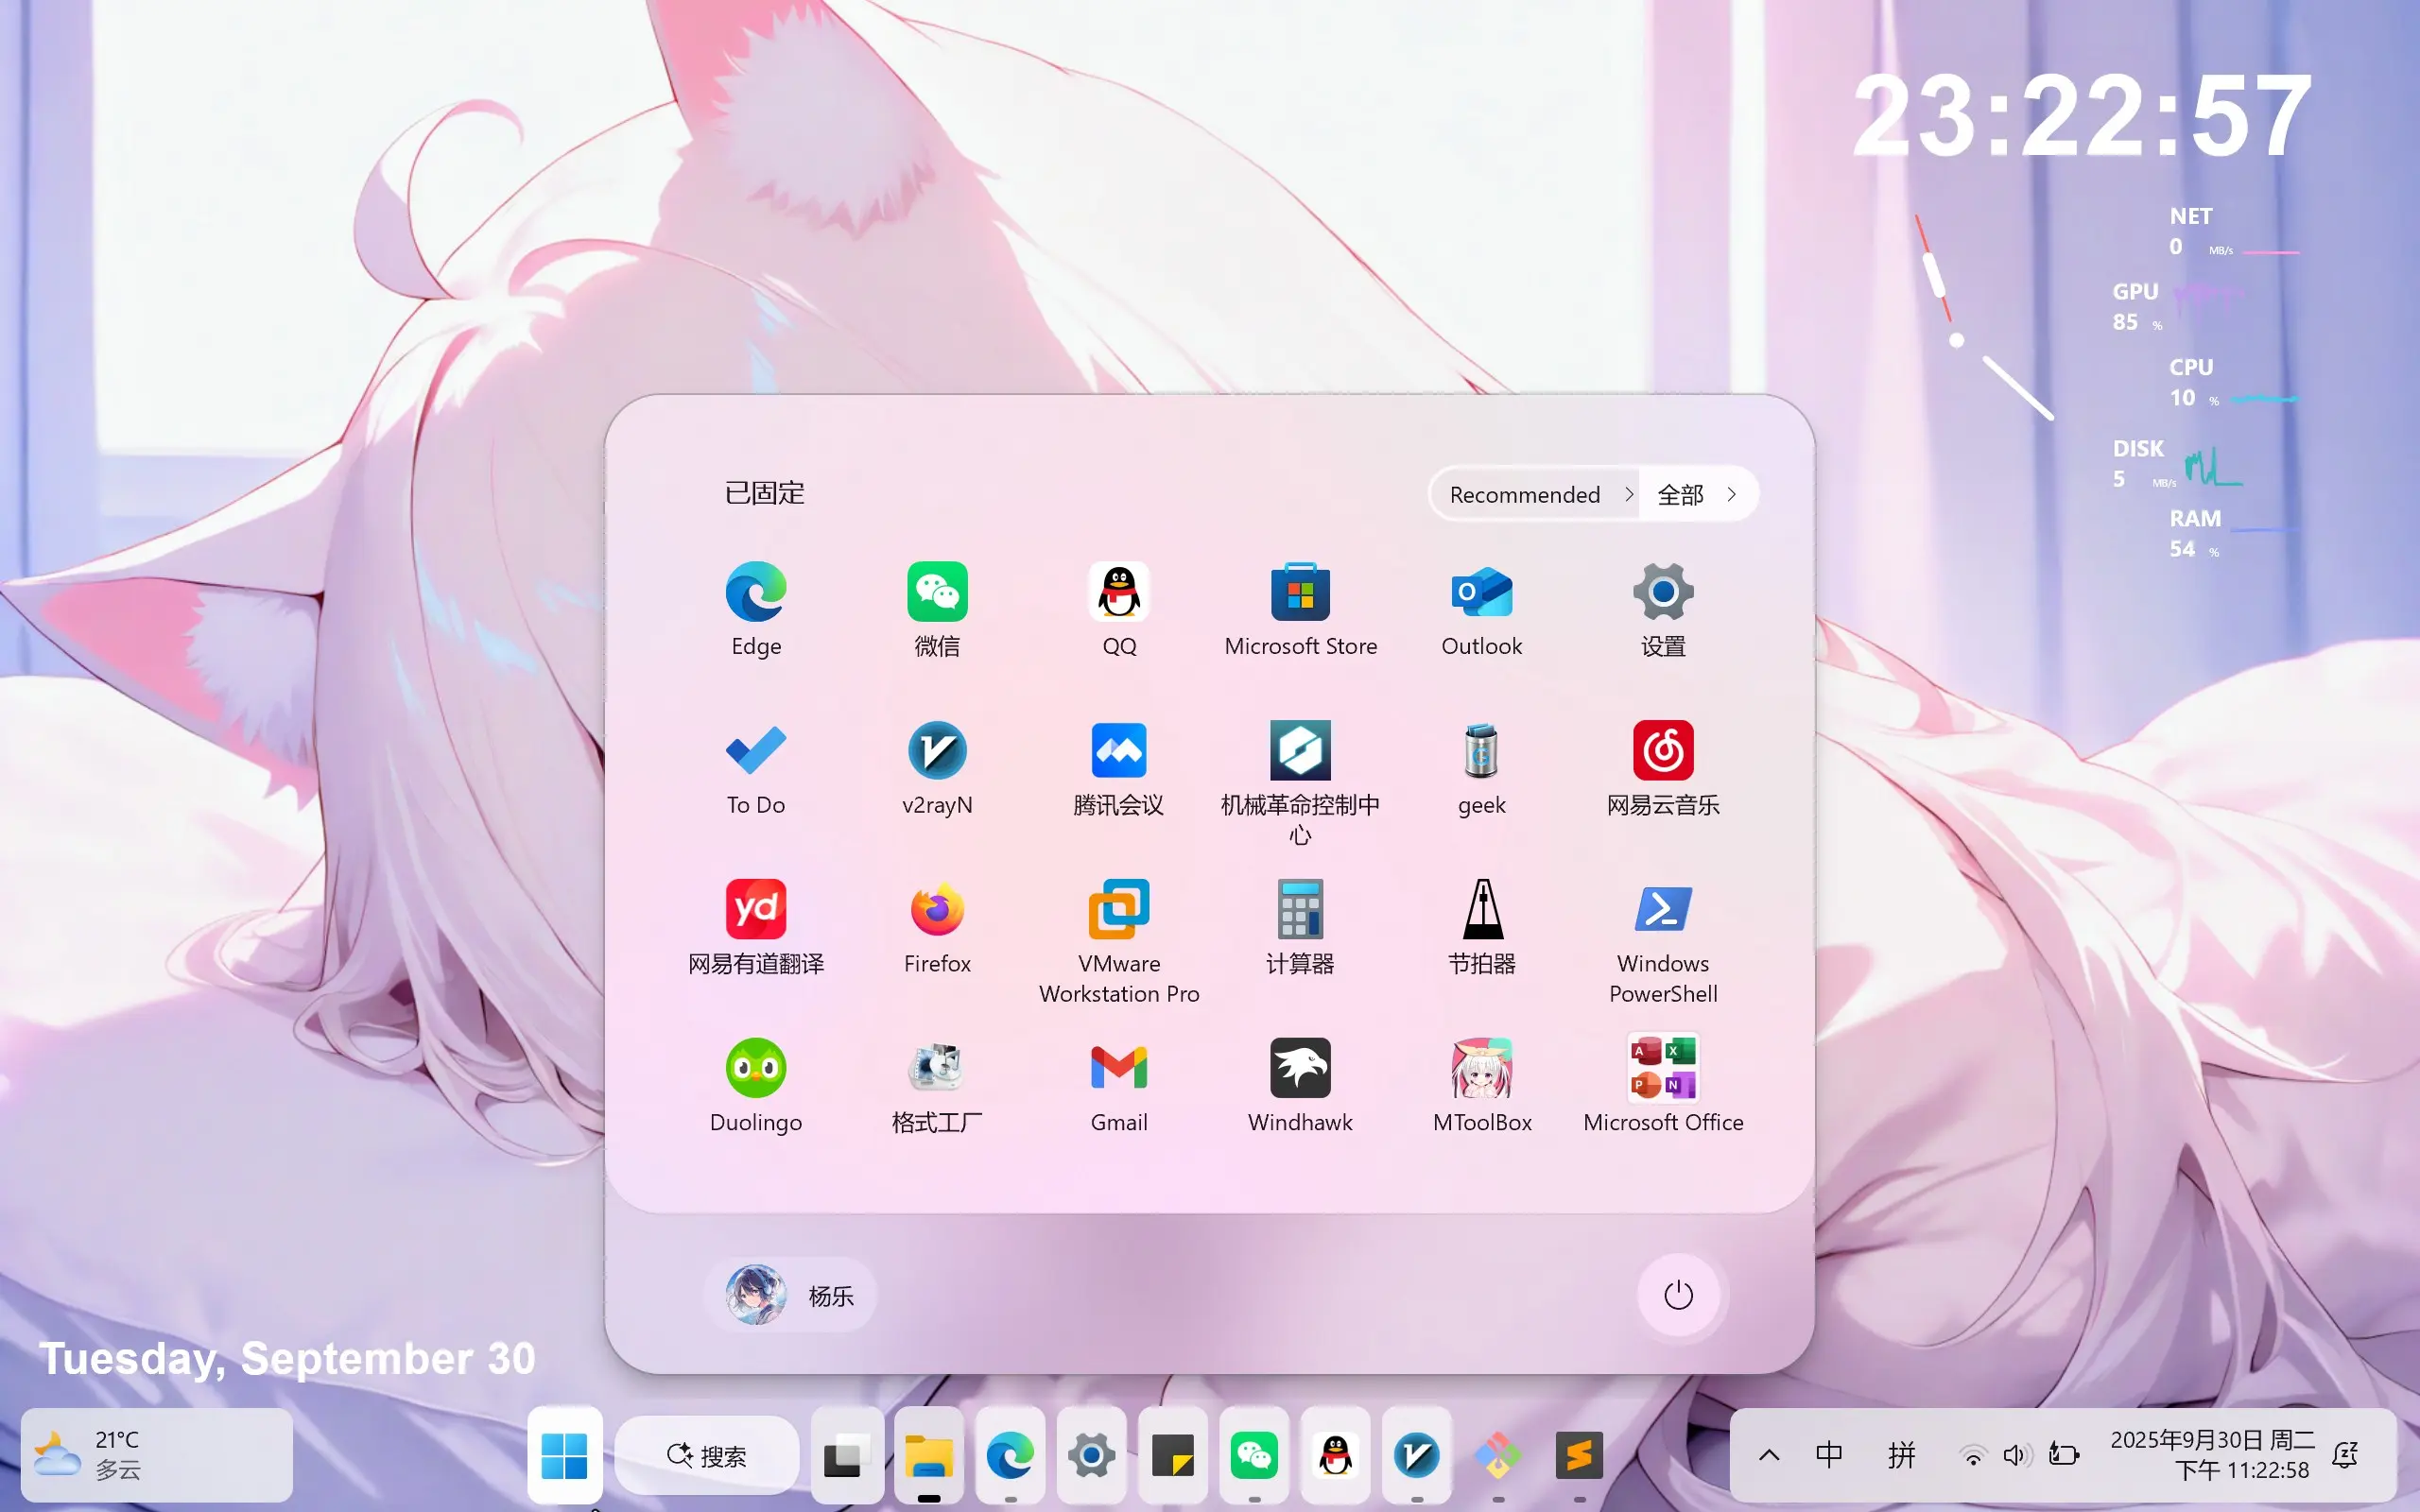 23:22:57
NET
0 MB/s
GPU
85 %
CPU
10 %
DISK
5 MB/s
RAM
54 %
已固定
Recommended
全部
Edge
微信
QQ
Microsoft Store
Outlook
设置
To Do
v2rayN
腾讯会议
机械革命控制中
心
geek
网易云音乐
yd
网易有道翻译
Firefox
VMware
Workstation Pro
计算器
节拍器
Windows
PowerShell
Duolingo
格式工厂
Gmail
Windhawk
MToolBox
Microsoft Office
杨乐
Tuesday, September 30
21°C
多云
搜索
中
拼
2025年9月30日 周二
下午 11:22:58